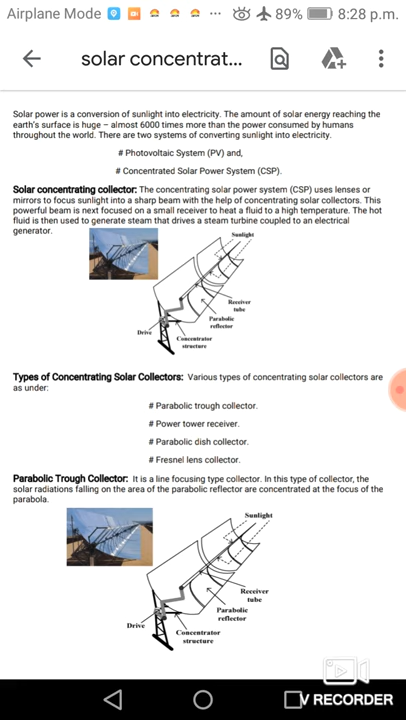 Airplane Mode ... 89% 8:28 p.m.
solar concentrat...
Solar power is a conversion of sunlight into electricity. The amount of solar energy reaching the
earth's surface is huge – almost 6000 times more than the power consumed by humans
throughout the world. There are two systems of converting sunlight into electricity.
# Photovoltaic System (PV) and,
# Concentrated Solar Power System (CSP).
Solar concentrating collector: The concentrating solar power system (CSP) uses lenses or
mirrors to focus sunlight into a sharp beam with the help of concentrating solar collectors. This
powerful beam is next focused on a small receiver to heat a fluid to a high temperature. The hot
fluid is then used to generate steam that drives a steam turbine coupled to an electrical
generator.
Sunlight
Receiver
tube
Parabolic
reflector
Drive
Concentrator
structure
Types of Concentrating Solar Collectors: Various types of concentrating solar collectors are
as under:
# Parabolic trough collector.
# Power tower receiver.
# Parabolic dish collector.
# Fresnel lens collector.
Parabolic Trough Collector: It is a line focusing type collector. In this type of collector, the
solar radiations falling on the area of the parabolic reflector are concentrated at the focus of the
parabola.
Sunlight
Receiver
tube
Parabolic
reflector
Drive
Concentrator
structure
V RECORDER